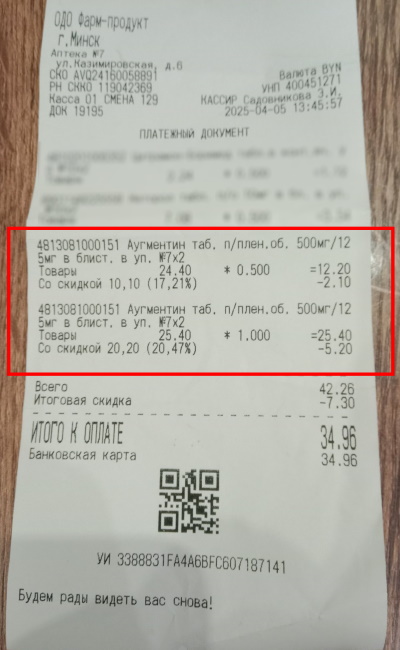 ОДО Фарм-продукт
г.Минск
Аптека №7
ул.Казимировская, д.6
СКО AVQ24160058891 Валюта BYN
РН СККО 119042369 УНП 400451271
Касса 01 СМЕНА 129 КАССИР Садовникова З.И.
ДОК 19195 2025-04-05 13:45:57
ПЛАТЕЖНЫЙ ДОКУМЕНТ
4813081000151 Аугментин таб. п/плен.об. 500мг/12
5мг в блист. в уп. №7х2
Товары 24.40 * 0.500 =12.20
Со скидкой 10,10 (17,21%) -2.10
4813081000151 Аугментин таб. п/плен.об. 500мг/12
5мг в блист. в уп. №7х2
Товары 25.40 * 1.000 =25.40
Со скидкой 20,20 (20,47%) -5.20
Всего 42.26
Итоговая скидка -7.30
ИТОГО К ОПЛАТЕ 34.96
Банковская карта 34.96
УИ 3388831FA4A6BFC607187141
Будем рады видеть вас снова!